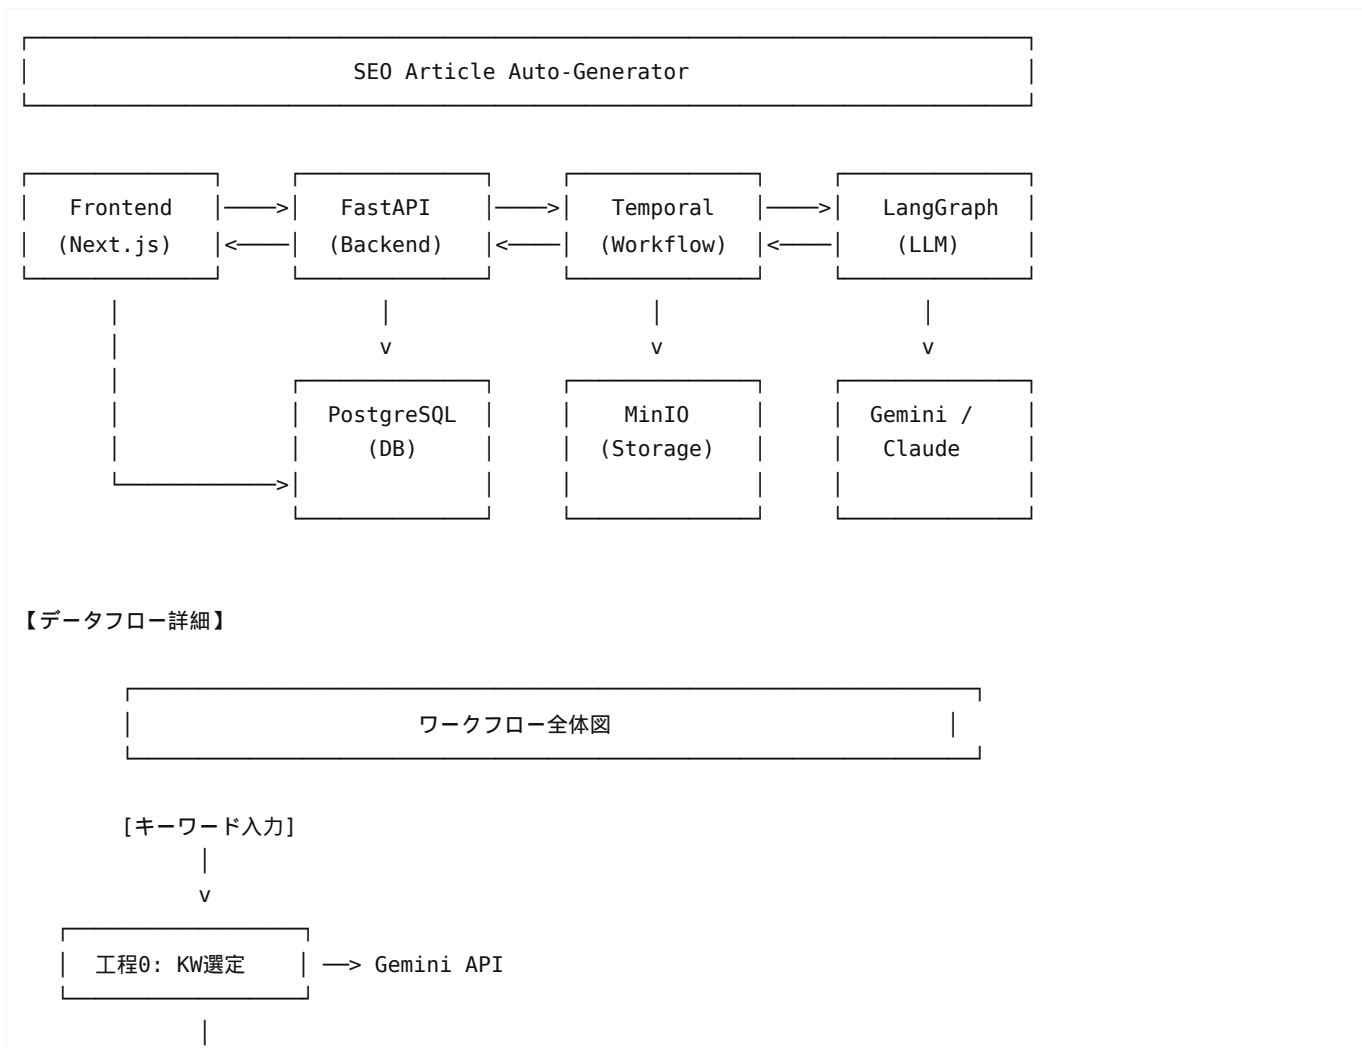 SEO Article Auto-Generator
Frontend ────>│ FastAPI ────>│ Temporal ────>│ LangGraph
(Next.js) <────│ (Backend) <────│ (Workflow) <────│ (LLM)
v v v
PostgreSQL MinIO Gemini /
(DB) (Storage) Claude
>
【データフロー詳細】
ワークフロー全体図
[キーワード入力]
v
工程0: KW選定 ──> Gemini API